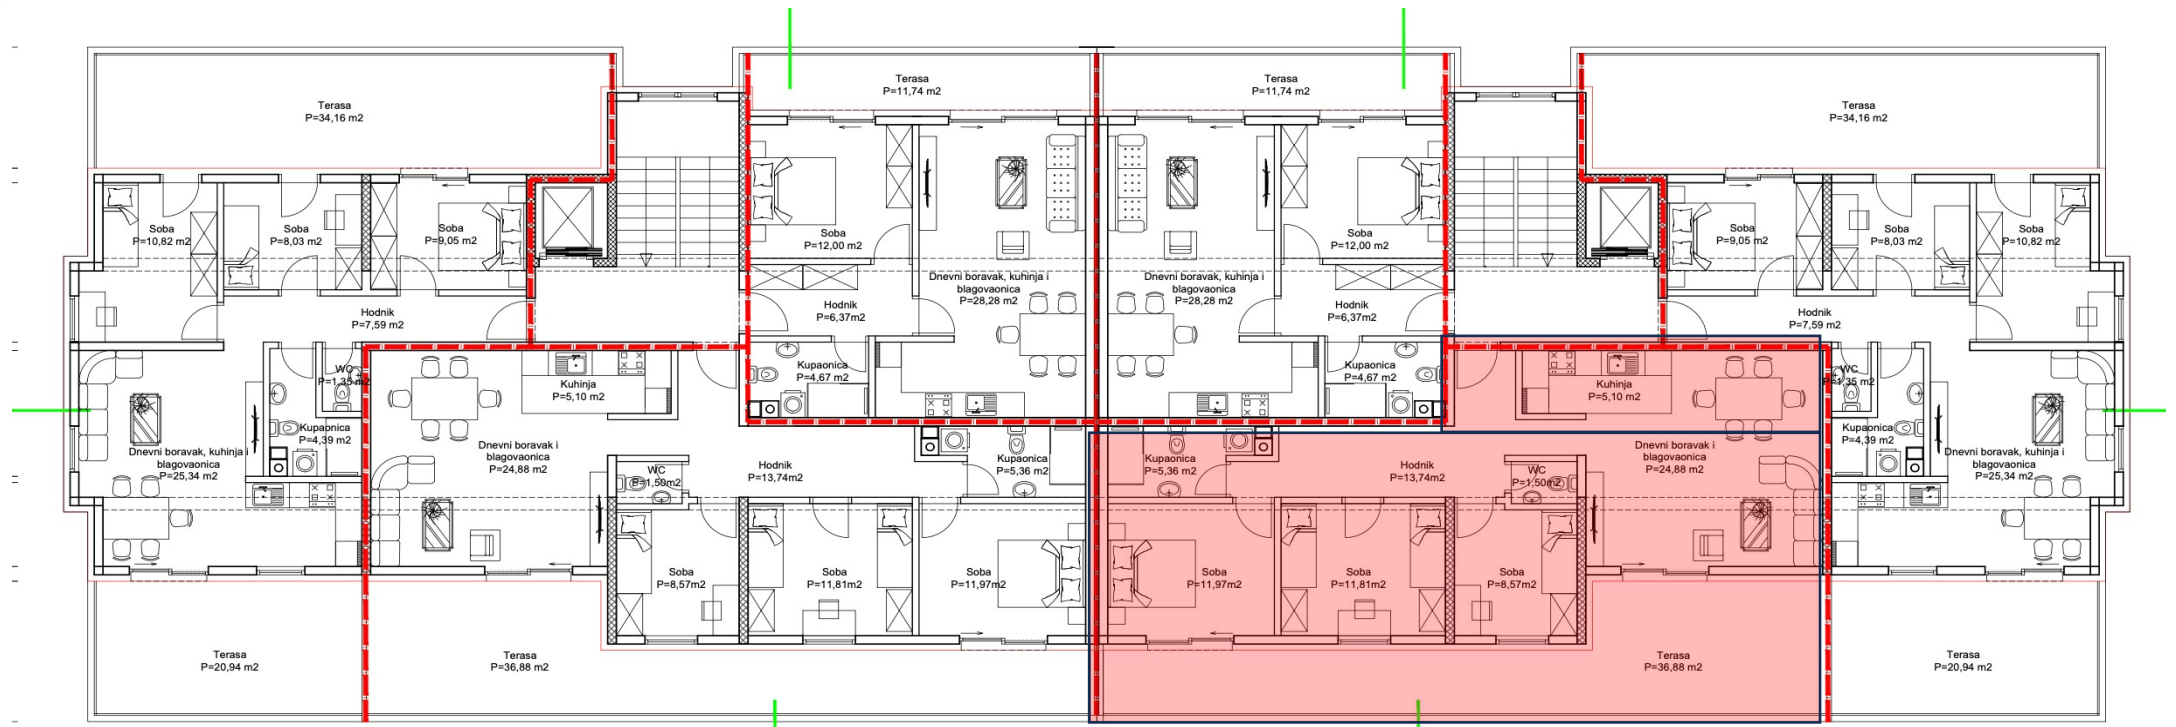 Terasa
P=34,16 m2
Terasa
P=11,74 m2
Terasa
P=11,74 m2
Terasa
P=34,16 m2
Soba
P=10,82 m2
Soba
P=8,03 m2
Soba
P=9,05 m2
Soba
P=12,00 m2
Soba
P=12,00 m2
Soba
P=9,05 m2
Soba
P=8,03 m2
Soba
P=10,82 m2
Dnevni boravak, kuhinja i
blagovaonica
P=28,28 m2
Dnevni boravak, kuhinja i
blagovaonica
P=28,28 m2
Hodnik
P=7,59 m2
Hodnik
P=6,37m2
Hodnik
P=6,37m2
Hodnik
P=7,59 m2
WC
P=1,35 m2
Kuhinja
P=5,10 m2
Kupaonica
P=4,67 m2
Kupaonica
P=4,67 m2
Kuhinja
P=5,10 m2
WC
P=1,35 m2
Kupaonica
P=4,39 m2
Kupaonica
P=4,39 m2
Dnevni boravak, kuhinja i
blagovaonica
P=25,34 m2
Dnevni boravak i
blagovaonica
P=24,88 m2
WC
P=1,50m2
Hodnik
P=13,74m2
Kupaonica
P=5,36 m2
Kupaonica
P=5,36 m2
Hodnik
P=13,74m2
WC
P=1,50m2
Dnevni boravak i
blagovaonica
P=24,88 m2
Dnevni boravak, kuhinja i
blagovaonica
P=25,34 m2
Soba
P=8,57m2
Soba
P=11,81m2
Soba
P=11,97m2
Soba
P=11,97m2
Soba
P=11,81m2
Soba
P=8,57m2
Terasa
P=20,94 m2
Terasa
P=36,88 m2
Terasa
P=36,88 m2
Terasa
P=20,94 m2